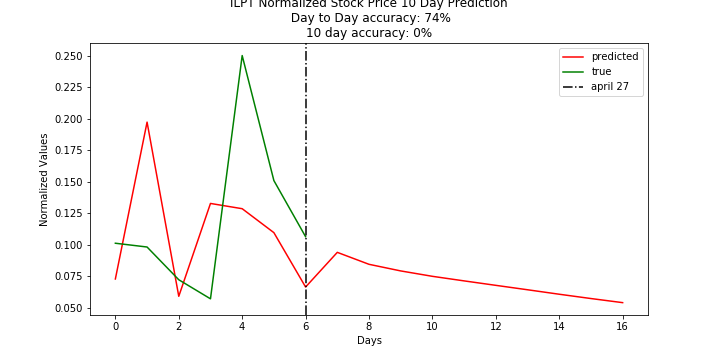 ILPT Normalized Stock Price 10 Day Prediction
Day to Day accuracy: 74%
10 day accuracy: 0%
predicted
true
april 27
0.250
0.225
0.200
0.175
0.150
0.125
0.100
0.075
0.050
Normalized Values
0 2 4 6 8 10 12 14 16
Days